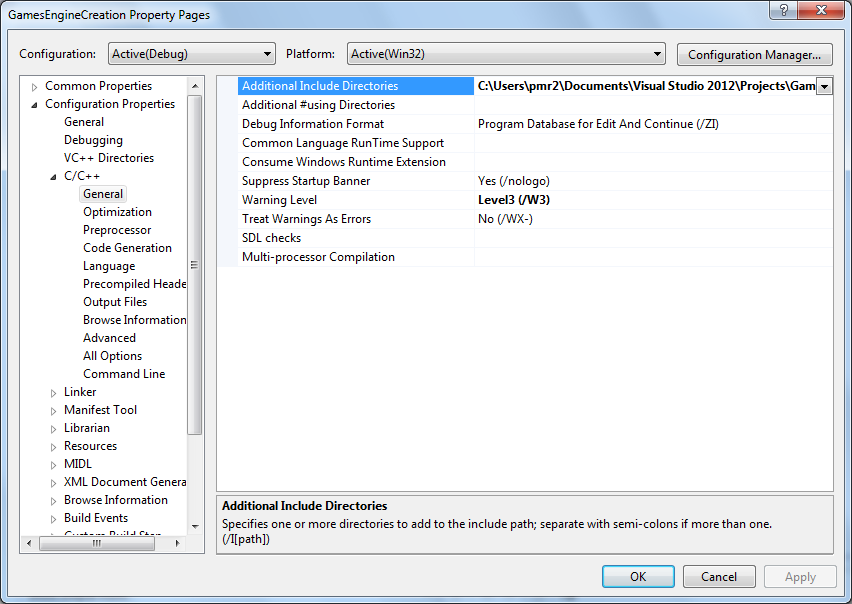 GamesEngineCreation Property Pages
Configuration: Active(Debug) Platform: Active(Win32) Configuration Manager...
Common Properties
Configuration Properties
General
Debugging
VC++ Directories
C/C++
General
Optimization
Preprocessor
Code Generation
Language
Precompiled Heade
Output Files
Browse Information
Advanced
All Options
Command Line
Linker
Manifest Tool
Librarian
Resources
MIDL
XML Document Genera
Browse Information
Build Events
Custom Build Step
Additional Include Directories C:\Users\pmr2\Documents\Visual Studio 2012\Projects\Gam
Additional #using Directories
Debug Information Format Program Database for Edit And Continue (/ZI)
Common Language RunTime Support
Consume Windows Runtime Extension
Suppress Startup Banner Yes (/nologo)
Warning Level Level3 (/W3)
Treat Warnings As Errors No (/WX-)
SDL checks
Multi-processor Compilation
Additional Include Directories
Specifies one or more directories to add to the include path; separate with semi-colons if more than one.
(/I[path])
OK Cancel Apply